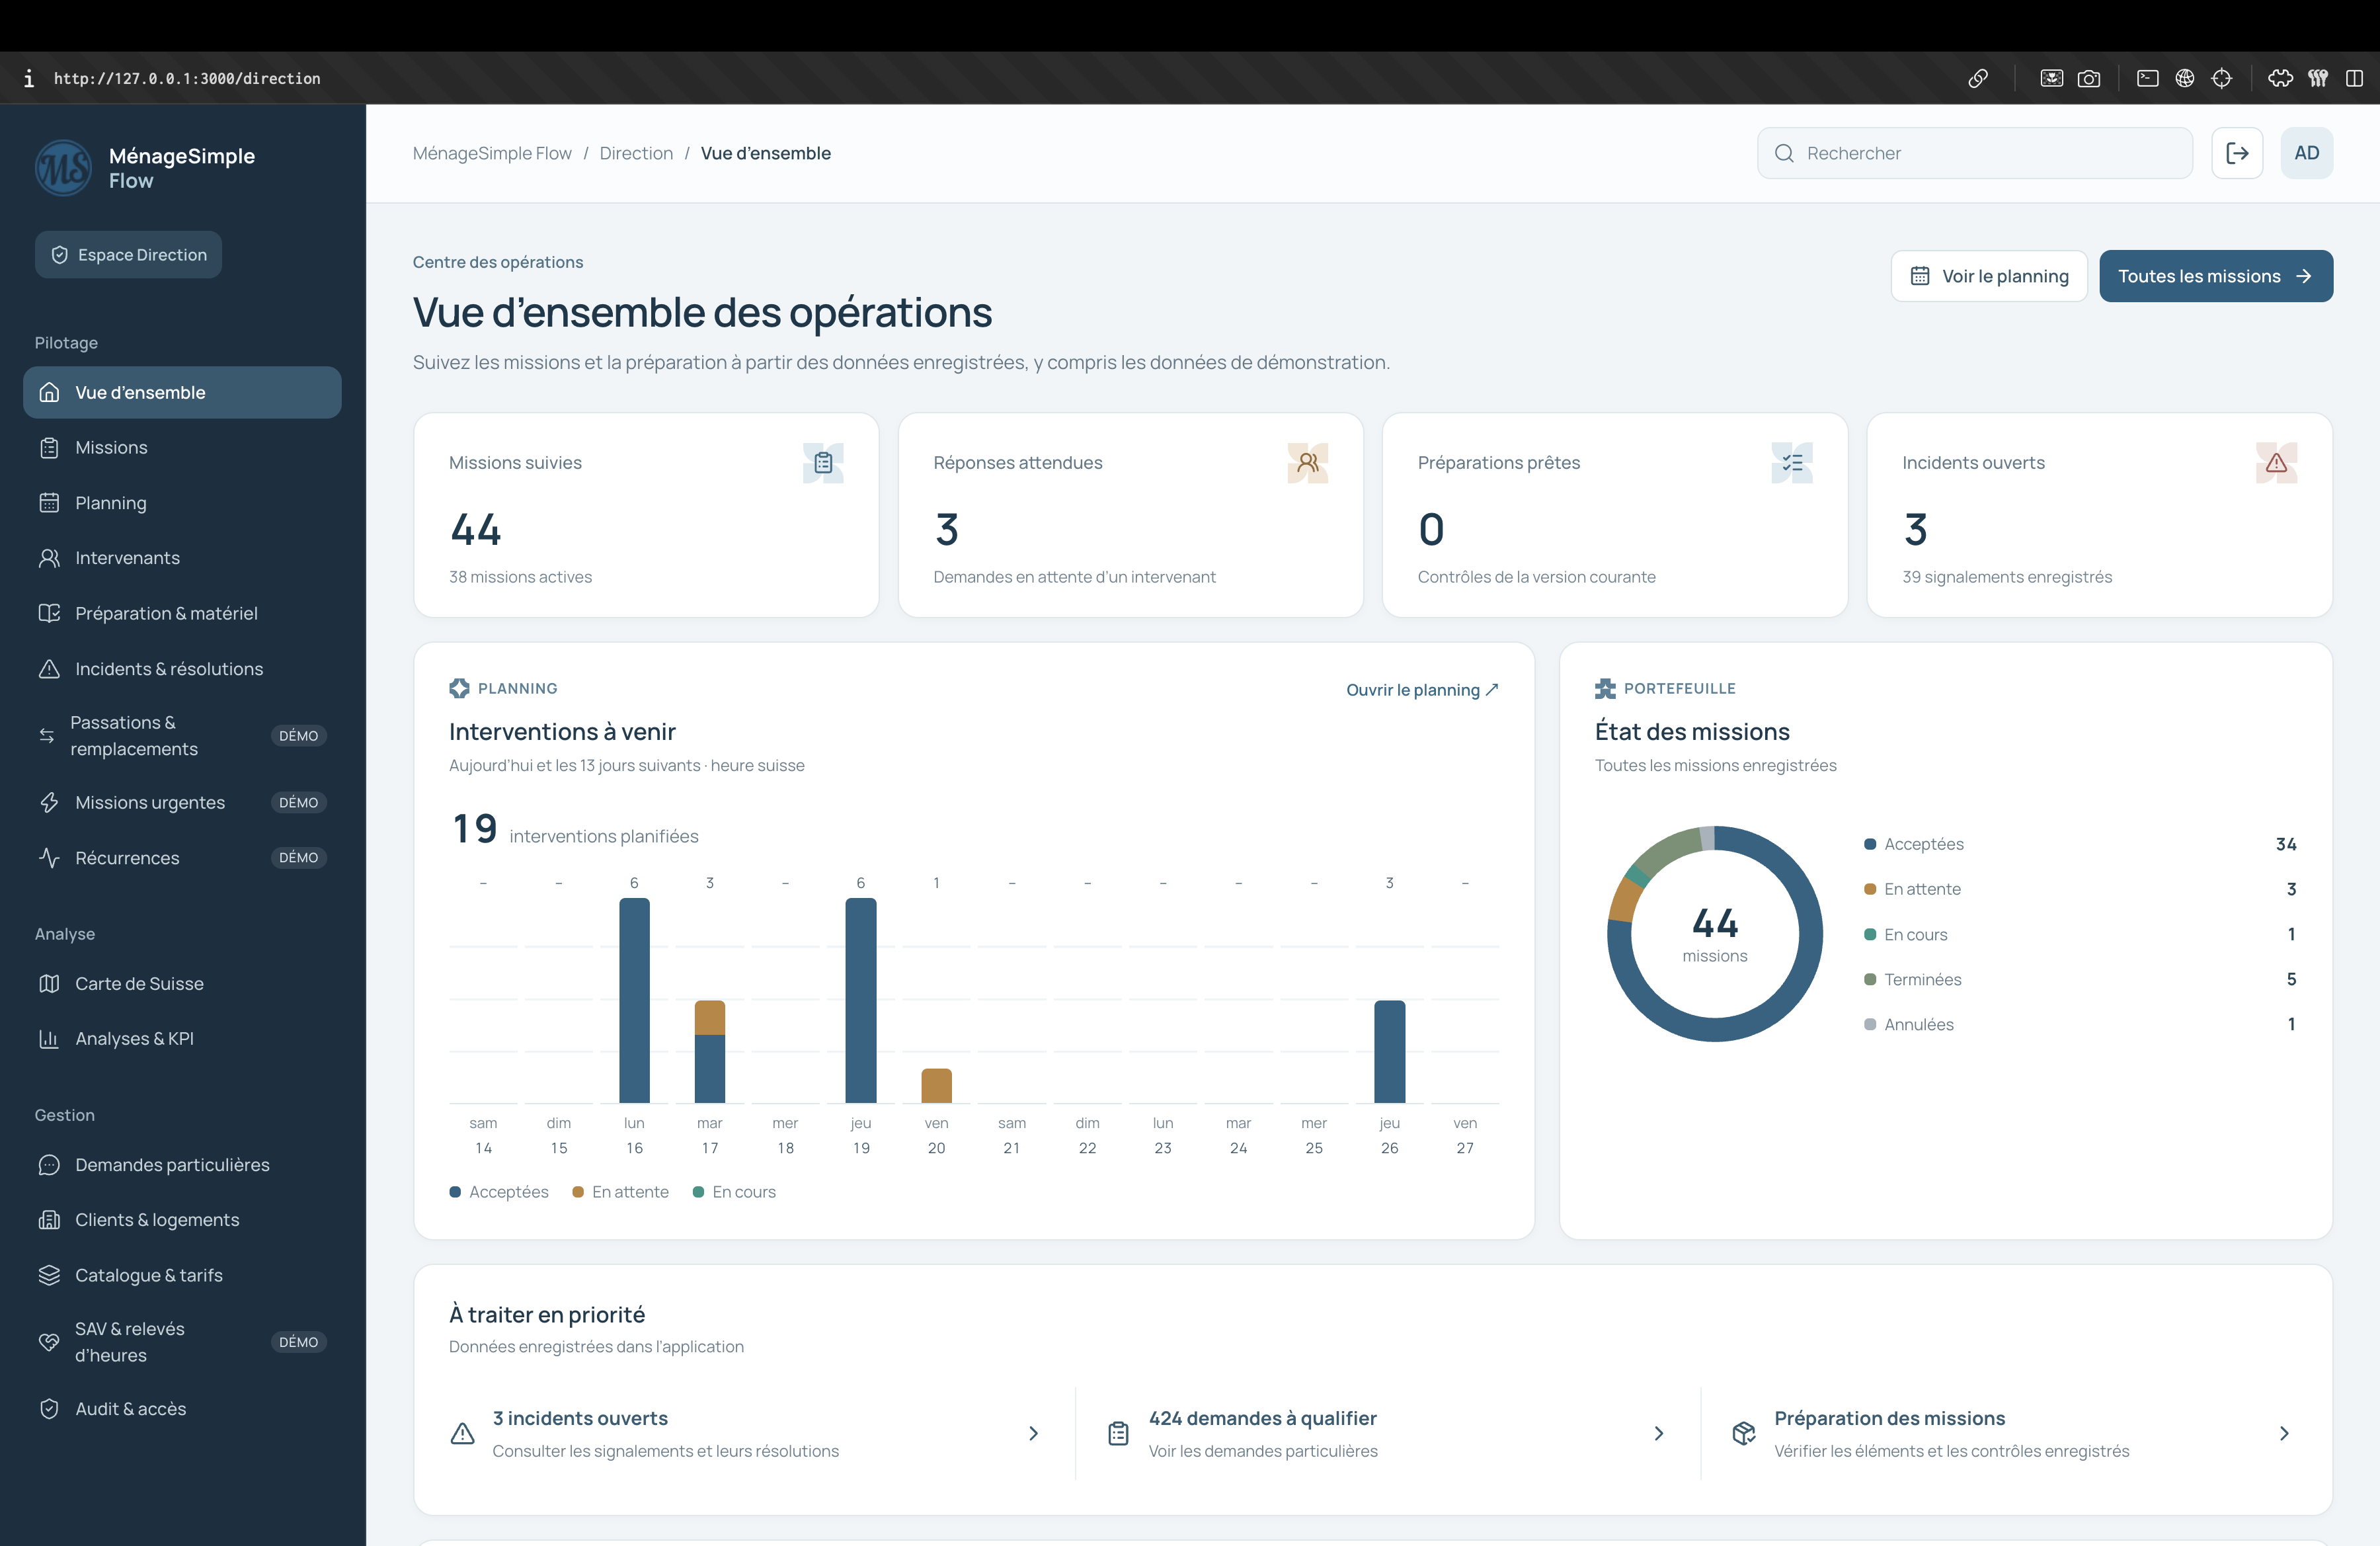 http://127.0.0.1:3000/direction
MS
MénageSimple
Flow
Espace Direction
Pilotage
Vue d’ensemble
Missions
Planning
Intervenants
Préparation & matériel
Incidents & résolutions
Passations &
remplacements
DÉMO
Missions urgentes
DÉMO
Récurrences
DÉMO
Analyse
Carte de Suisse
Analyses & KPI
Gestion
Demandes particulières
Clients & logements
Catalogue & tarifs
SAV & relevés
d’heures
DÉMO
Audit & accès
MénageSimple Flow / Direction / Vue d’ensemble
Rechercher
AD
Centre des opérations
Vue d’ensemble des opérations
Suivez les missions et la préparation à partir des données enregistrées, y compris les données de démonstration.
Voir le planning
Toutes les missions
Missions suivies
44
38 missions actives
Réponses attendues
3
Demandes en attente d’un intervenant
Préparations prêtes
0
Contrôles de la version courante
Incidents ouverts
3
39 signalements enregistrés
PLANNING
Ouvrir le planning ↗
Interventions à venir
Aujourd’hui et les 13 jours suivants · heure suisse
19 interventions planifiées
– – 6 3 – 6 1 – – – – – 3 –
sam dim lun mar mer jeu ven sam dim lun mar mer jeu ven
14 15 16 17 18 19 20 21 22 23 24 25 26 27
Acceptées En attente En cours
PORTEFEUILLE
État des missions
Toutes les missions enregistrées
44
missions
Acceptées 34
En attente 3
En cours 1
Terminées 5
Annulées 1
À traiter en priorité
Données enregistrées dans l’application
3 incidents ouverts
Consulter les signalements et leurs résolutions
424 demandes à qualifier
Voir les demandes particulières
Préparation des missions
Vérifier les éléments et les contrôles enregistrés